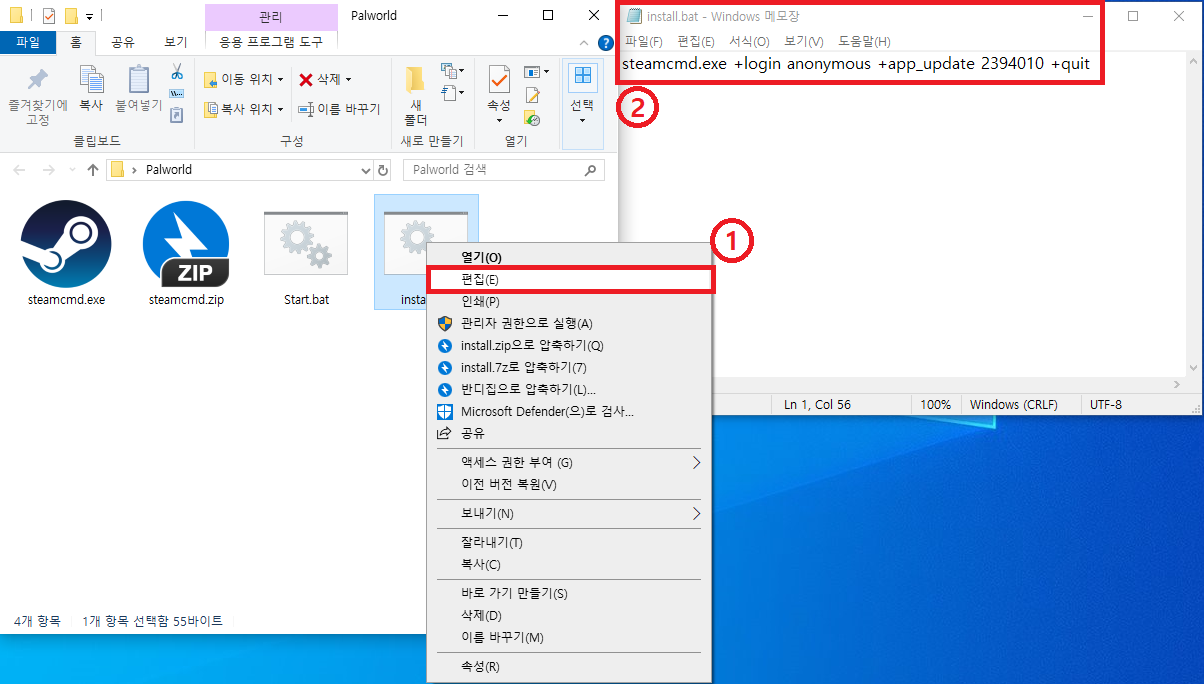 관리
Palworld
파일
홈
공유
보기
응용 프로그램 도구
즐겨찾기에
고정
복사
붙여넣기
이동 위치
복사 위치
삭제
이름 바꾸기
새
폴더
속성
선택
클립보드
구성
새로 만들기
열기
Palworld
Palworld 검색
steamcmd.exe
ZIP
steamcmd.zip
Start.bat
4개 항목
1개 항목 선택함 55바이트
install.bat - Windows 메모장
파일(F) 편집(E) 서식(O) 보기(V) 도움말(H)
steamcmd.exe +login anonymous +app_update 2394010 +quit
2
1
열기(O)
편집(E)
인쇄(P)
관리자 권한으로 실행(A)
install.zip으로 압축하기(Q)
install.7z로 압축하기(7)
반디집으로 압축하기(L)...
Microsoft Defender(으)로 검사...
공유
액세스 권한 부여 (G)
이전 버전 복원(V)
보내기(N)
잘라내기(T)
복사(C)
바로 가기 만들기(S)
삭제(D)
이름 바꾸기(M)
속성(R)
Ln 1, Col 56
100%
Windows (CRLF)
UTF-8